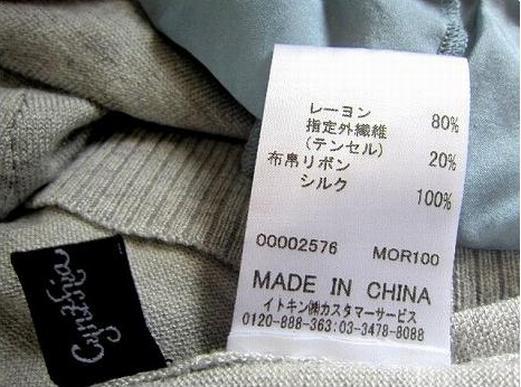 レーヨン 80%
指定外繊維
(テンセル) 20%
布帛リボン
シルク 100%
00002576 MOR100
MADE IN CHINA
イトキン㈱カスタマーサービス
0120-888-363:03-3478-8088
Cynthia